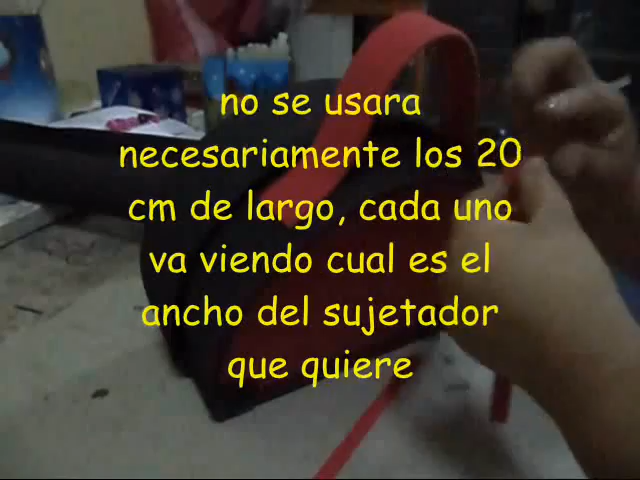 no se usara
necesariamente los 20
cm de largo, cada uno
va viendo cual es el
ancho del sujetador
que quiere